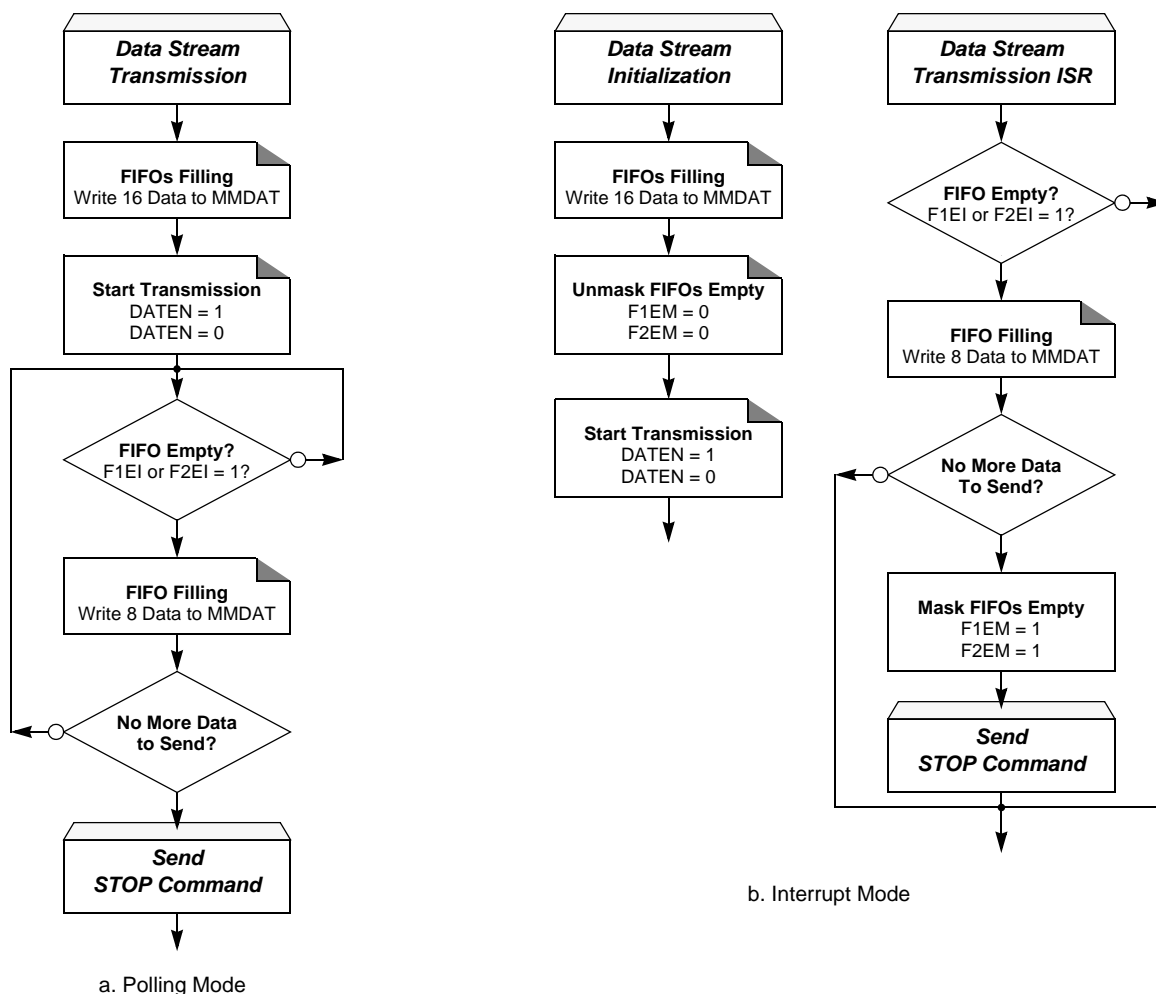 Data Stream
Transmission
FIFOs Filling
Write 16 Data to MMDAT
Start Transmission
DATEN = 1
DATEN = 0
FIFO Empty?
F1EI or F2EI = 1?
FIFO Filling
Write 8 Data to MMDAT
No More Data
to Send?
Send
STOP Command
a. Polling Mode
Data Stream
Initialization
FIFOs Filling
Write 16 Data to MMDAT
Unmask FIFOs Empty
F1EM = 0
F2EM = 0
Start Transmission
DATEN = 1
DATEN = 0
Data Stream
Transmission ISR
FIFO Empty?
F1EI or F2EI = 1?
FIFO Filling
Write 8 Data to MMDAT
No More Data
To Send?
Mask FIFOs Empty
F1EM = 1
F2EM = 1
Send
STOP Command
b. Interrupt Mode